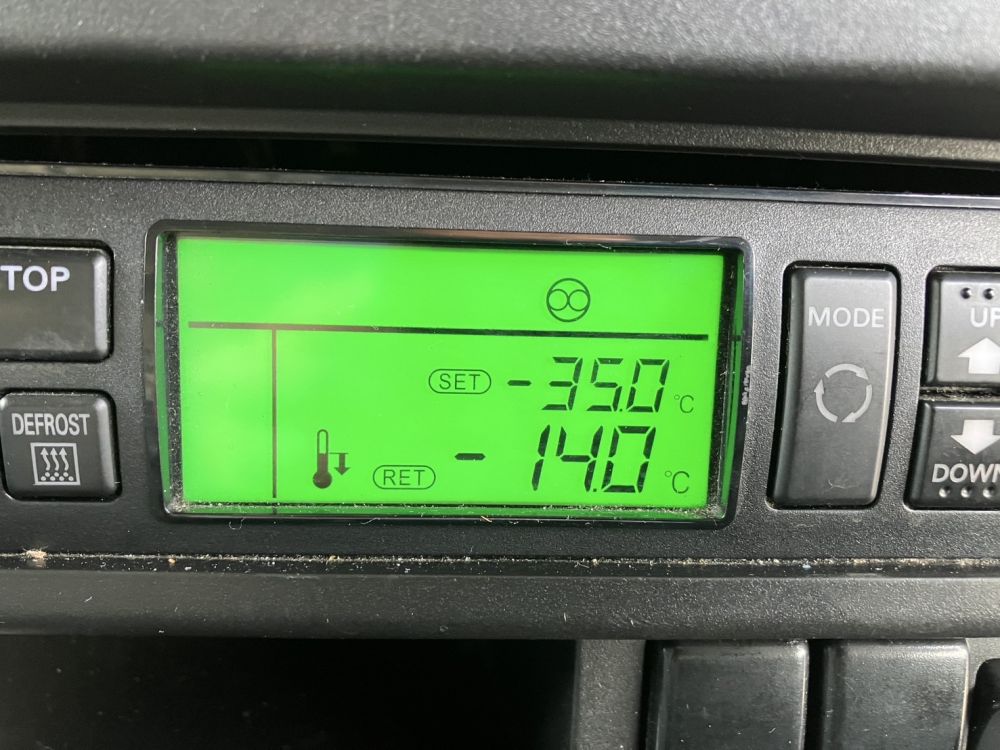 TOP
DEFROST
SET -35.0 °C
RET -14.0 °C
MODE
UP
DOWN